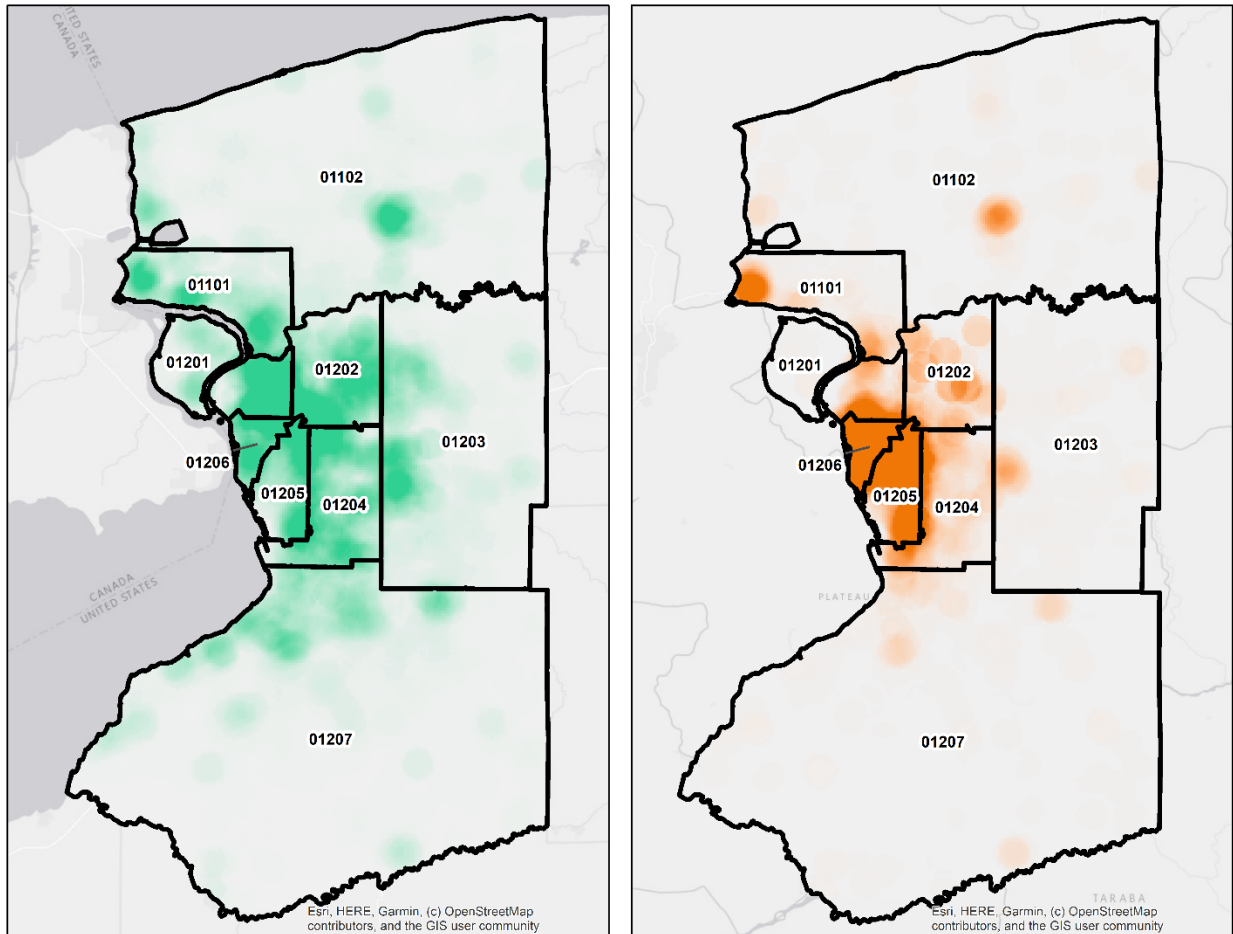 UNITED STATES
CANADA
01102
01101
01201
01202
01203
01206
01205
01204
CANADA
UNITED STATES
01207
Esri, HERE, Garmin, (c) OpenStreetMap
contributors, and the GIS user community
01102
01101
01201
01202
01203
01206
01205
01204
PLATEAU
01207
TARABA
Esri, HERE, Garmin, (c) OpenStreetMap
contributors, and the GIS user community